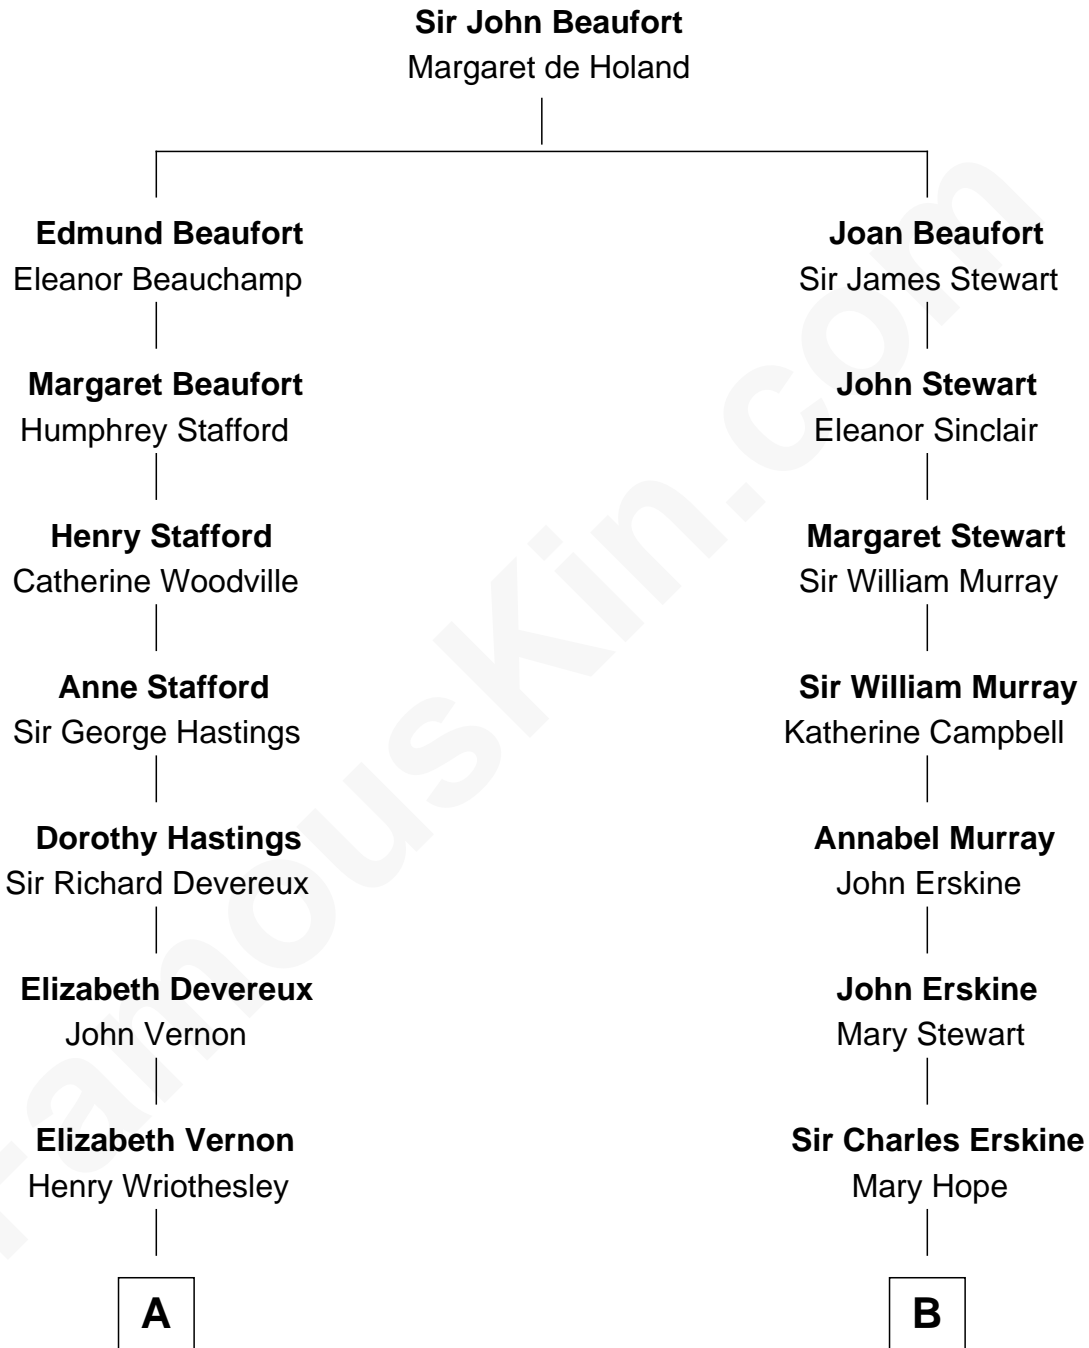 Sir John Beaufort
Margaret de Holand
Edmund Beaufort
Eleanor Beauchamp
Joan Beaufort
Sir James Stewart
Margaret Beaufort
Humphrey Stafford
John Stewart
Eleanor Sinclair
Henry Stafford
Catherine Woodville
Margaret Stewart
Sir William Murray
Anne Stafford
Sir George Hastings
Sir William Murray
Katherine Campbell
Dorothy Hastings
Sir Richard Devereux
Annabel Murray
John Erskine
Elizabeth Devereux
John Vernon
John Erskine
Mary Stewart
Elizabeth Vernon
Henry Wriothesley
Sir Charles Erskine
Mary Hope
A
B
FamousKin.com